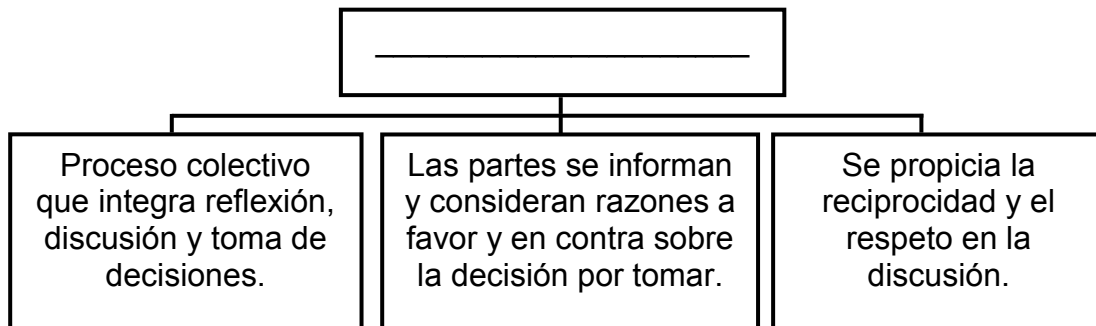 Proceso colectivo
que integra reflexión,
discusión y toma de
decisiones.
Las partes se informan
y consideran razones a
favor y en contra sobre
la decisión por tomar.
Se propicia la
reciprocidad y el
respeto en la
discusión.